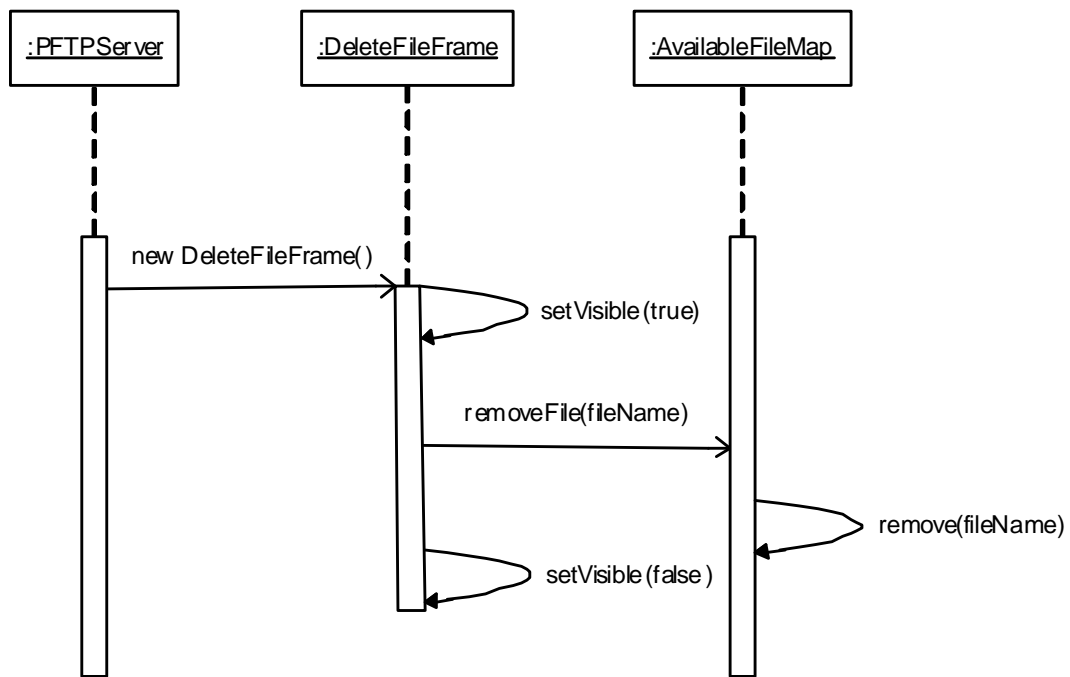 :PFTPServer
:DeleteFileFrame
:AvailableFileMap
new DeleteFileFrame()
setVisible(true)
removeFile(fileName)
remove(fileName)
setVisible(false)